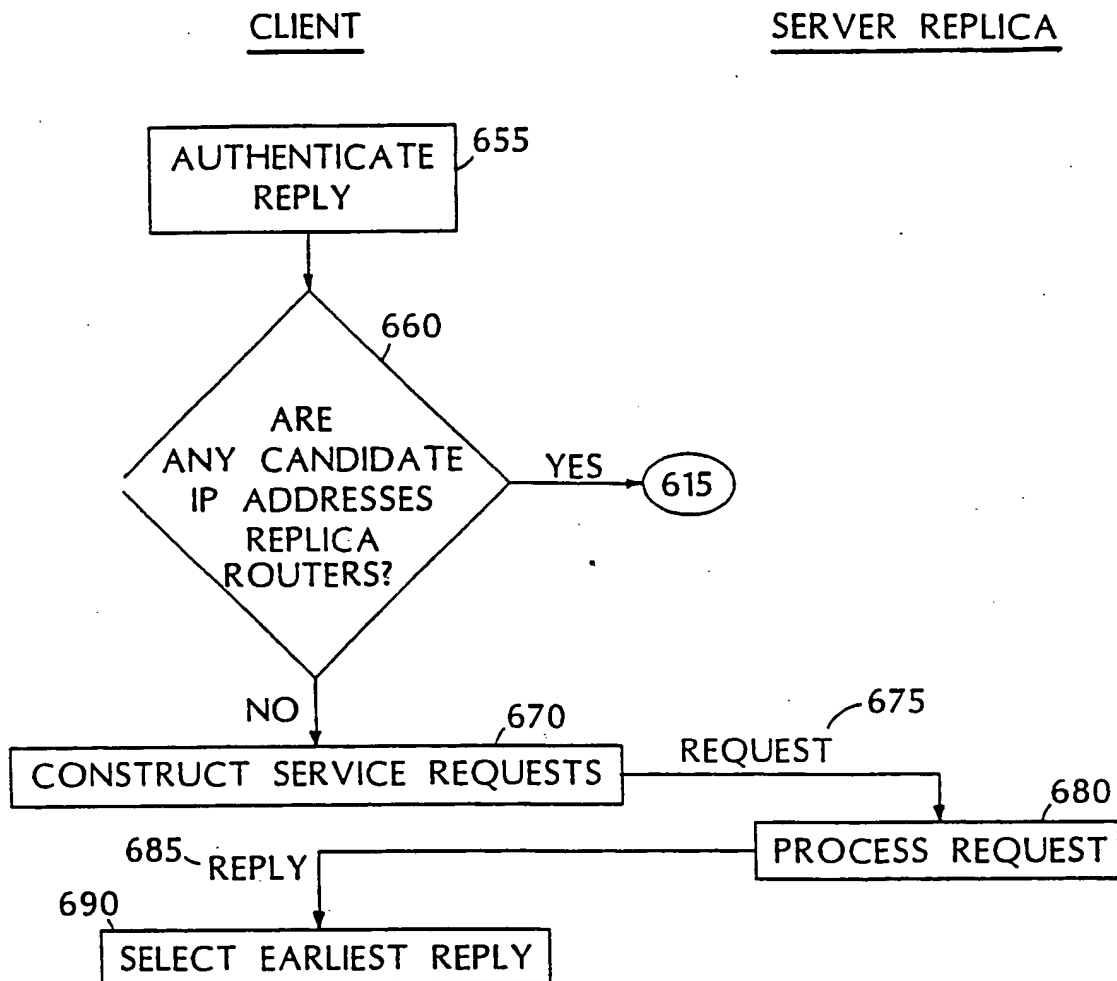 CLIENT
SERVER REPLICA
AUTHENTICATE
REPLY
655
660
ARE
ANY CANDIDATE
IP ADDRESSES
REPLICA
ROUTERS?
YES
615
NO
670
CONSTRUCT SERVICE REQUESTS
REQUEST
675
680
PROCESS REQUEST
685
REPLY
690
SELECT EARLIEST REPLY